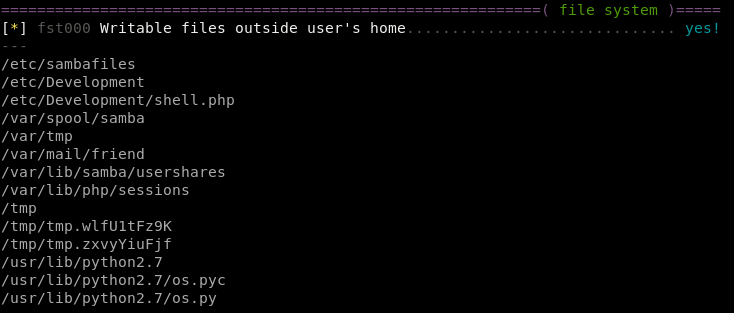 ============================================================( file system )=====
[*] fst000 Writable files outside user's home.............................. yes!
---
/etc/sambafiles
/etc/Development
/etc/Development/shell.php
/var/spool/samba
/var/tmp
/var/mail/friend
/var/lib/samba/usershares
/var/lib/php/sessions
/tmp
/tmp/tmp.wlfU1tFz9K
/tmp/tmp.zxvyYiuFjf
/usr/lib/python2.7
/usr/lib/python2.7/os.pyc
/usr/lib/python2.7/os.py